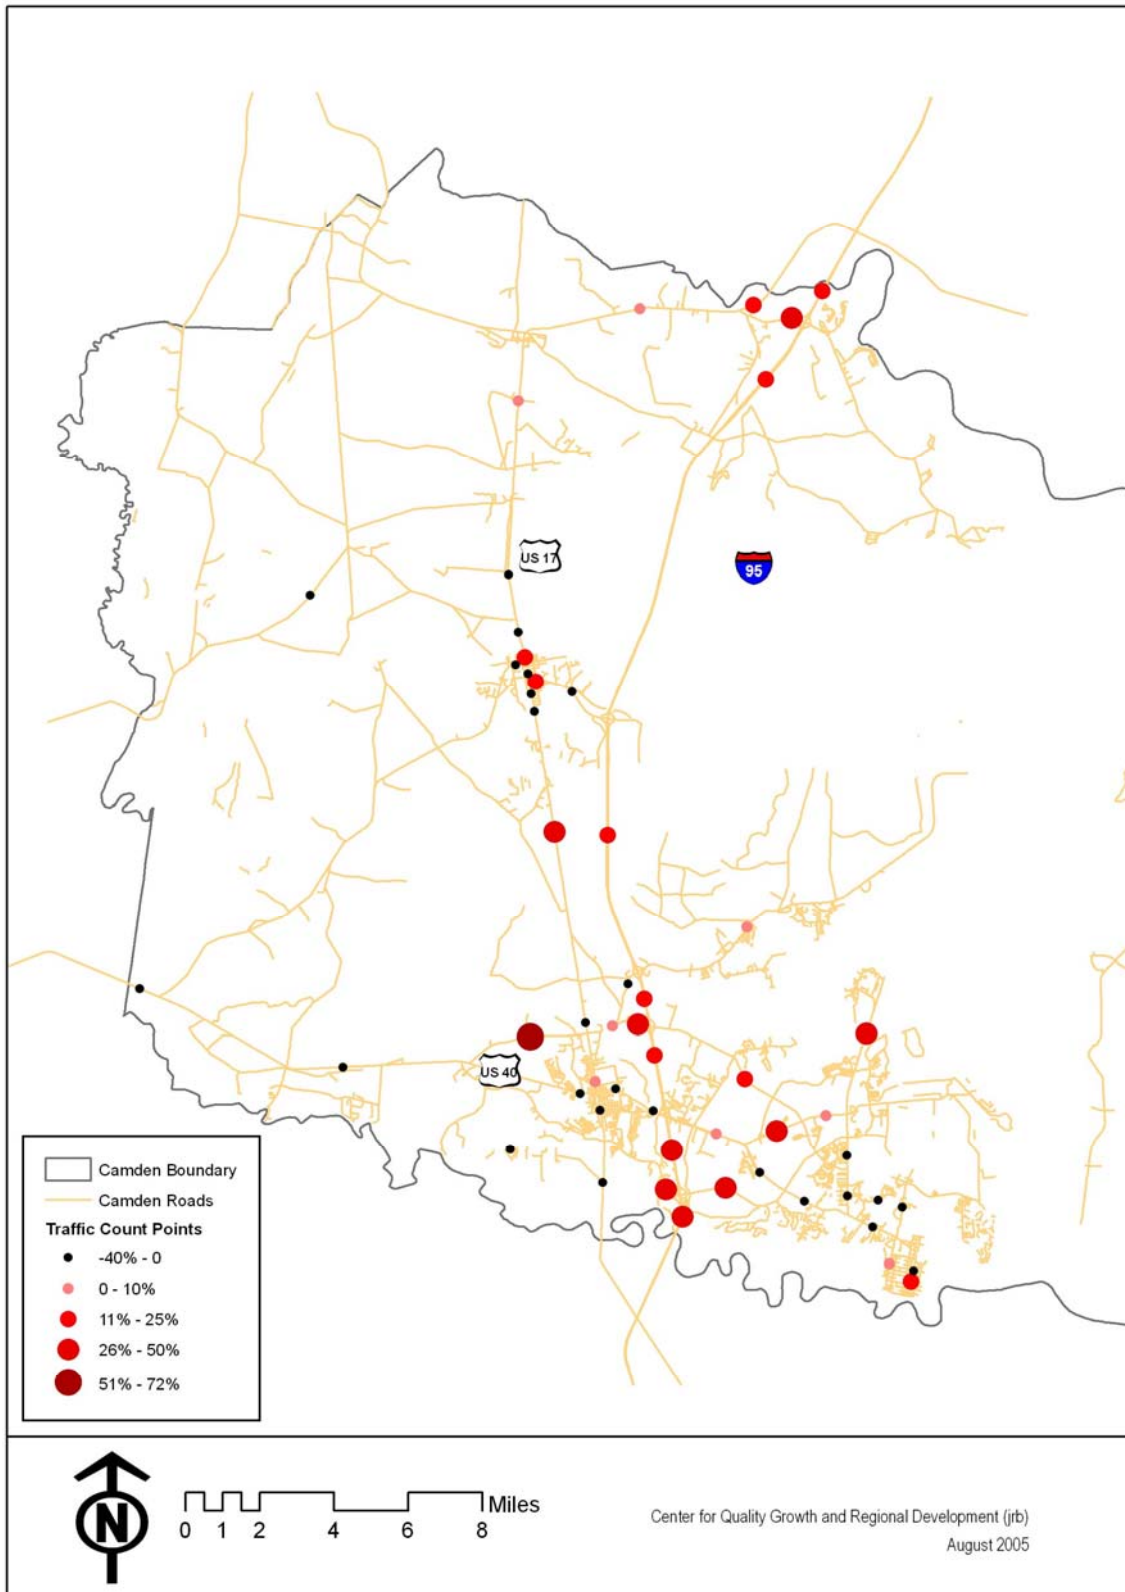 US 17
95
US 40
Camden Boundary
Camden Roads
Traffic Count Points
-40% - 0
0 - 10%
11% - 25%
26% - 50%
51% - 72%
N
Miles
0 1 2 4 6 8
Center for Quality Growth and Regional Development (jrb)
August 2005